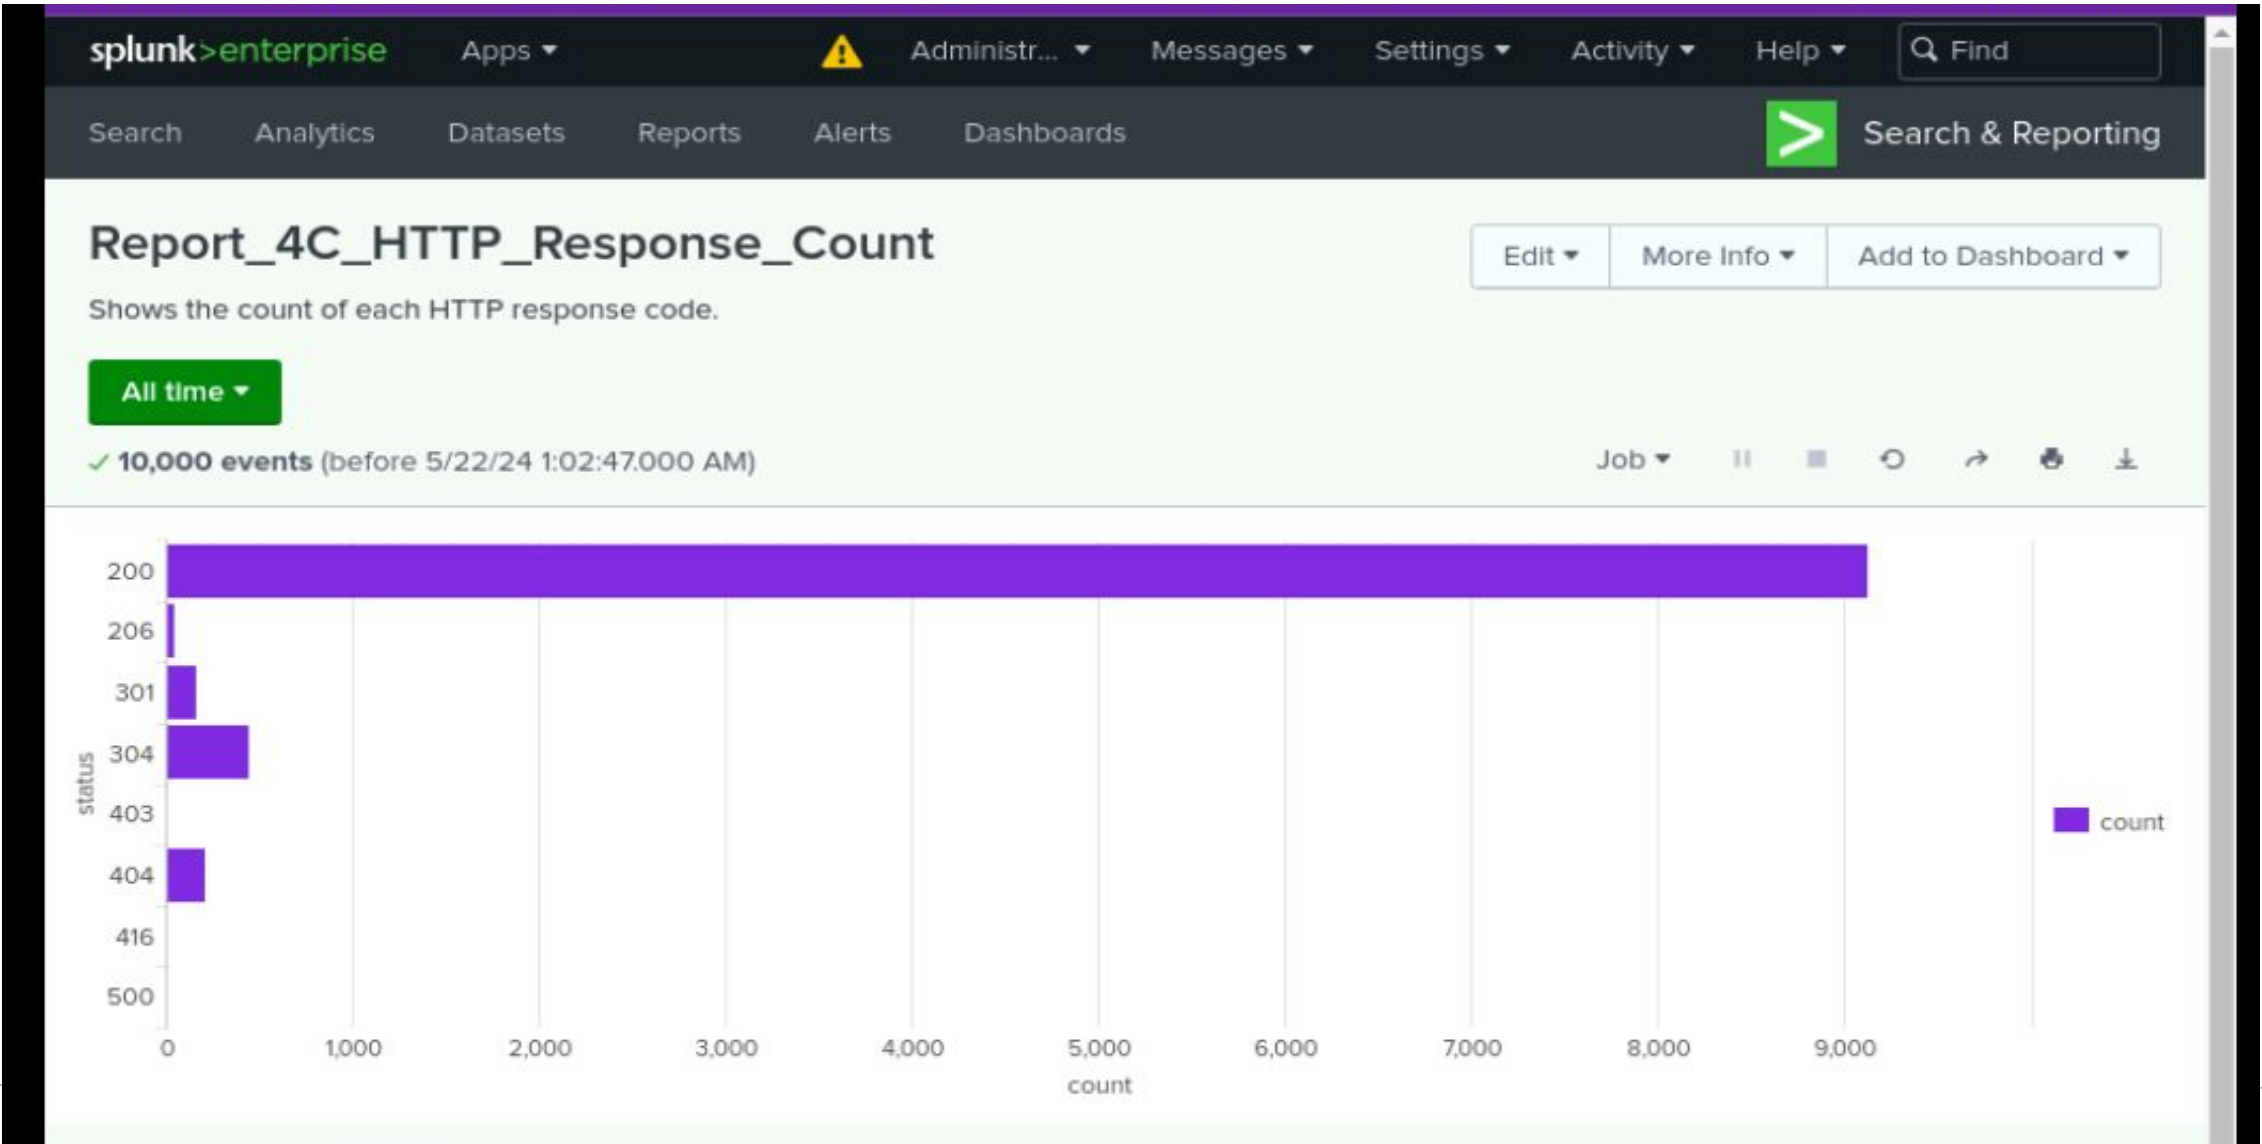 splunk>enterprise Apps Administr... Messages Settings Activity Help Find
Search Analytics Datasets Reports Alerts Dashboards Search & Reporting
Report_4C_HTTP_Response_Count
Edit More Info Add to Dashboard
Shows the count of each HTTP response code.
All time
10,000 events (before 5/22/24 1:02:47.000 AM)
Job
200
206
301
304
status
403
count
404
416
500
0 1,000 2,000 3,000 4,000 5,000 6,000 7,000 8,000 9,000
count